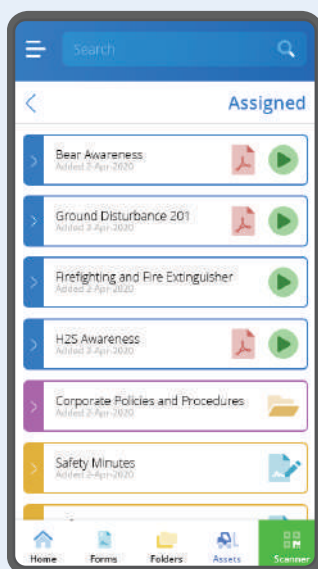 Search
Assigned
Bear Awareness
Added 2-Apr-2020
Ground Disturbance 201
Added 3-Apr-2020
Firefighting and Fire Extinguisher
Added 2-Apr-2020
H2S Awareness
Added 2-Apr-2020
Corporate Policies and Procedures
Added 2-Apr-2020
Safety Minutes
Added 2-Apr-2020
Home Forms Folders Assets Scanner